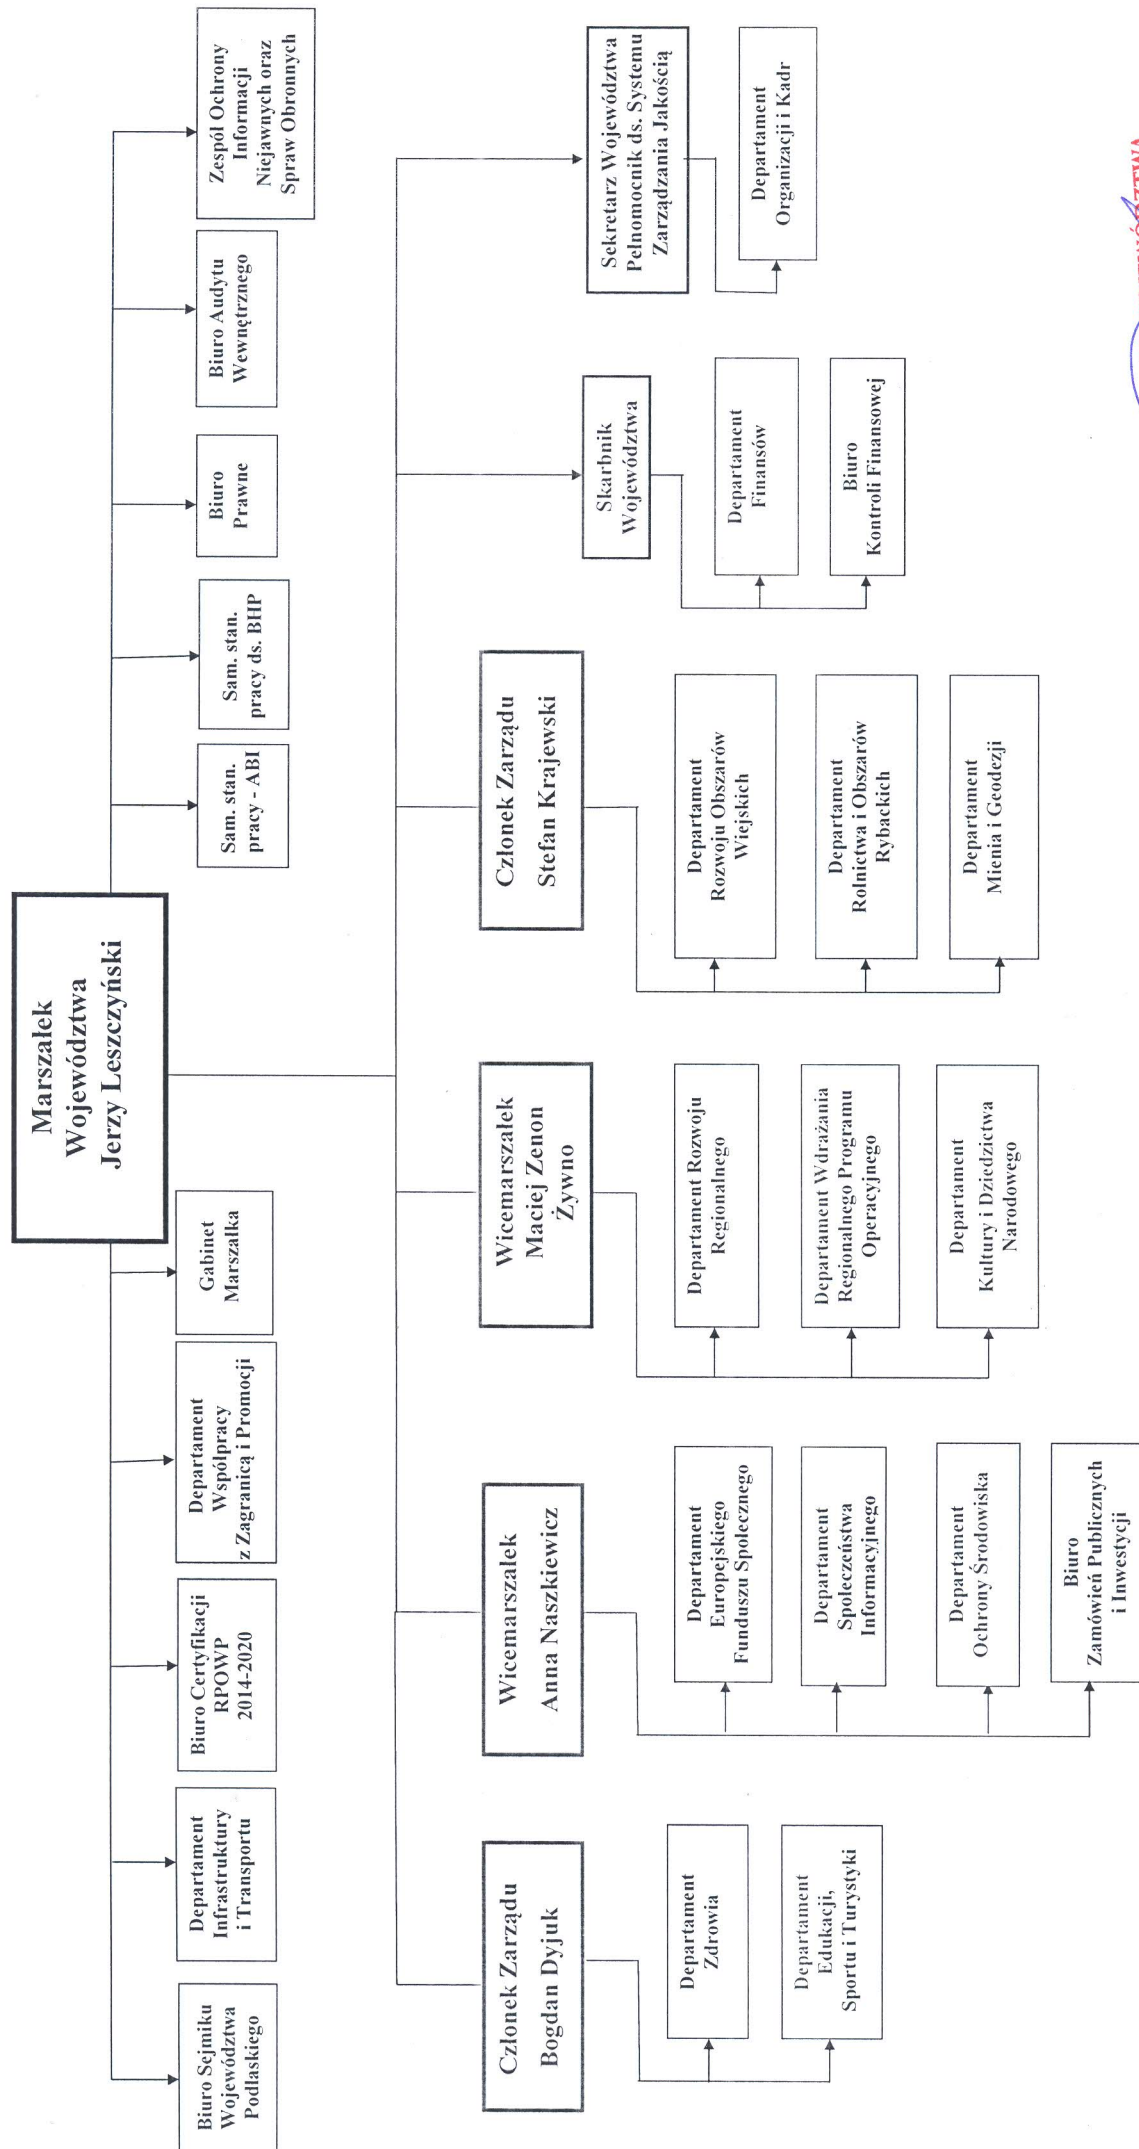 Marszałek
Województwa
Jerzy Leszczyński
Biuro Sejmiku
Województwa
Podlaskiego
Departament
Infrastruktury
i Transportu
Biuro Certyfikacji
RPOWP
2014-2020
Departament
Współpracy
z Zagranicą i Promocji
Gabinet
Marszałka
Sam. stan.
pracy - ABI
Sam. stan.
pracy ds. BHP
Biuro
Prawne
Biuro Audytu
Wewnętrznego
Zespół Ochrony
Informacji
Niejawnych oraz
Spraw Obronnych
Członek Zarządu
Bogdan Dyjuk
Departament
Zdrowia
Departament
Edukacji,
Sportu i Turystyki
Wicemarszałek
Anna Naszkiewicz
Departament
Europejskiego
Funduszu Społecznego
Departament
Społeczeństwa
Informacyjnego
Departament
Ochrony Środowiska
Biuro
Zamówień Publicznych
i Inwestycji
Wicemarszałek
Maciej Zenon
Żywno
Departament Rozwoju
Regionalnego
Departament Wdrażania
Regionalnego Programu
Operacyjnego
Departament
Kultury i Dziedzictwa
Narodowego
Członek Zarządu
Stefan Krajewski
Departament
Rozwoju Obszarów
Wiejskich
Departament
Rolnictwa i Obszarów
Rybackich
Departament
Mienia i Geodezji
Skarbnik
Województwa
Departament
Finansów
Biuro
Kontroli Finansowej
Sekretarz Województwa
Pełnomocnik ds. Systemu
Zarządzania Jakością
Departament
Organizacji i Kadr